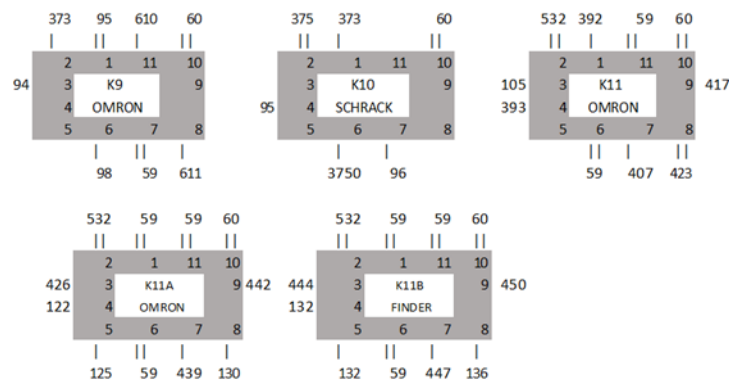 373 95 610 60
2 1 11 10
94 3 K9 9
4 OMRON
5 6 7 8
98 59 611
375 373 60
2 1 11 10
3 K10 9
95 4 SCHRACK
5 6 7 8
3750 96
532 392 59 60
2 1 11 10
105 3 K11 9 417
393 4 OMRON
5 6 7 8
59 407 423
532 59 59 60
2 1 11 10
426 3 K11A 9 442
122 4 OMRON
5 6 7 8
125 59 439 130
532 59 59 60
2 1 11 10
444 3 K11B 9 450
132 4 FINDER
5 6 7 8
132 59 447 136